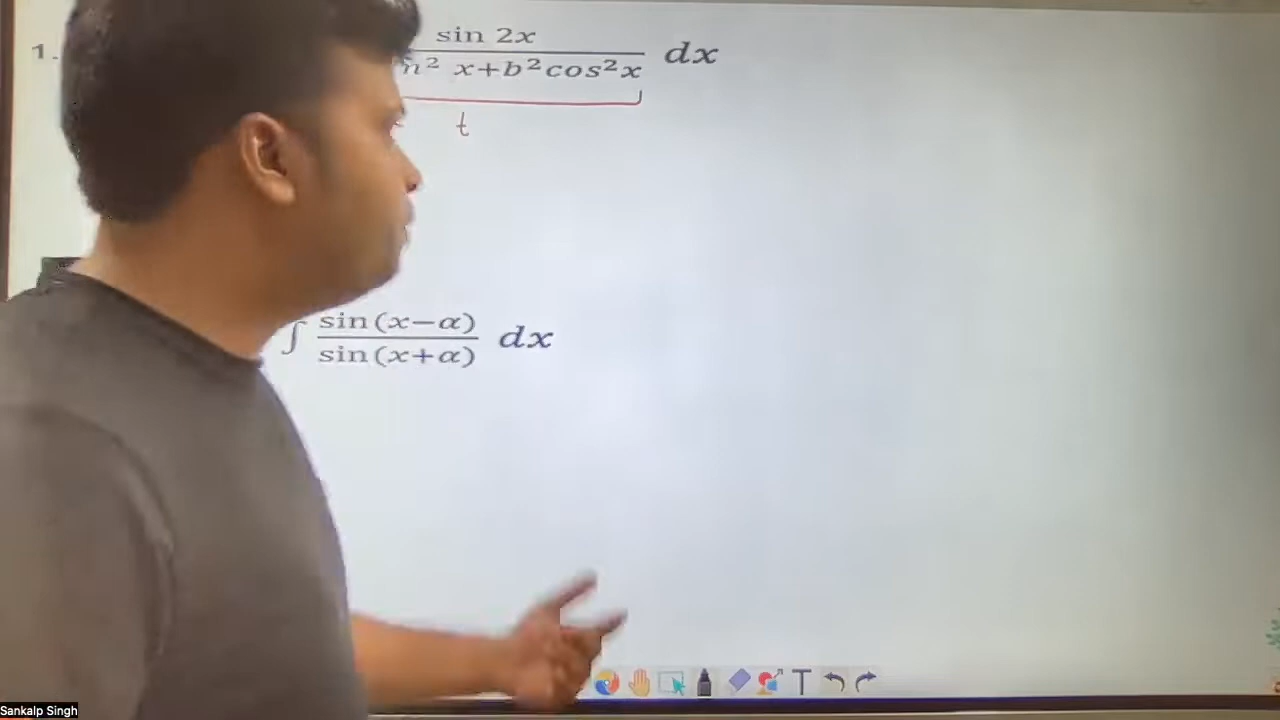 1.
sin 2x
n² x+b²cos²x dx
t
∫ sin(x−α) dx
sin(x+α)
T
Sankalp Singh